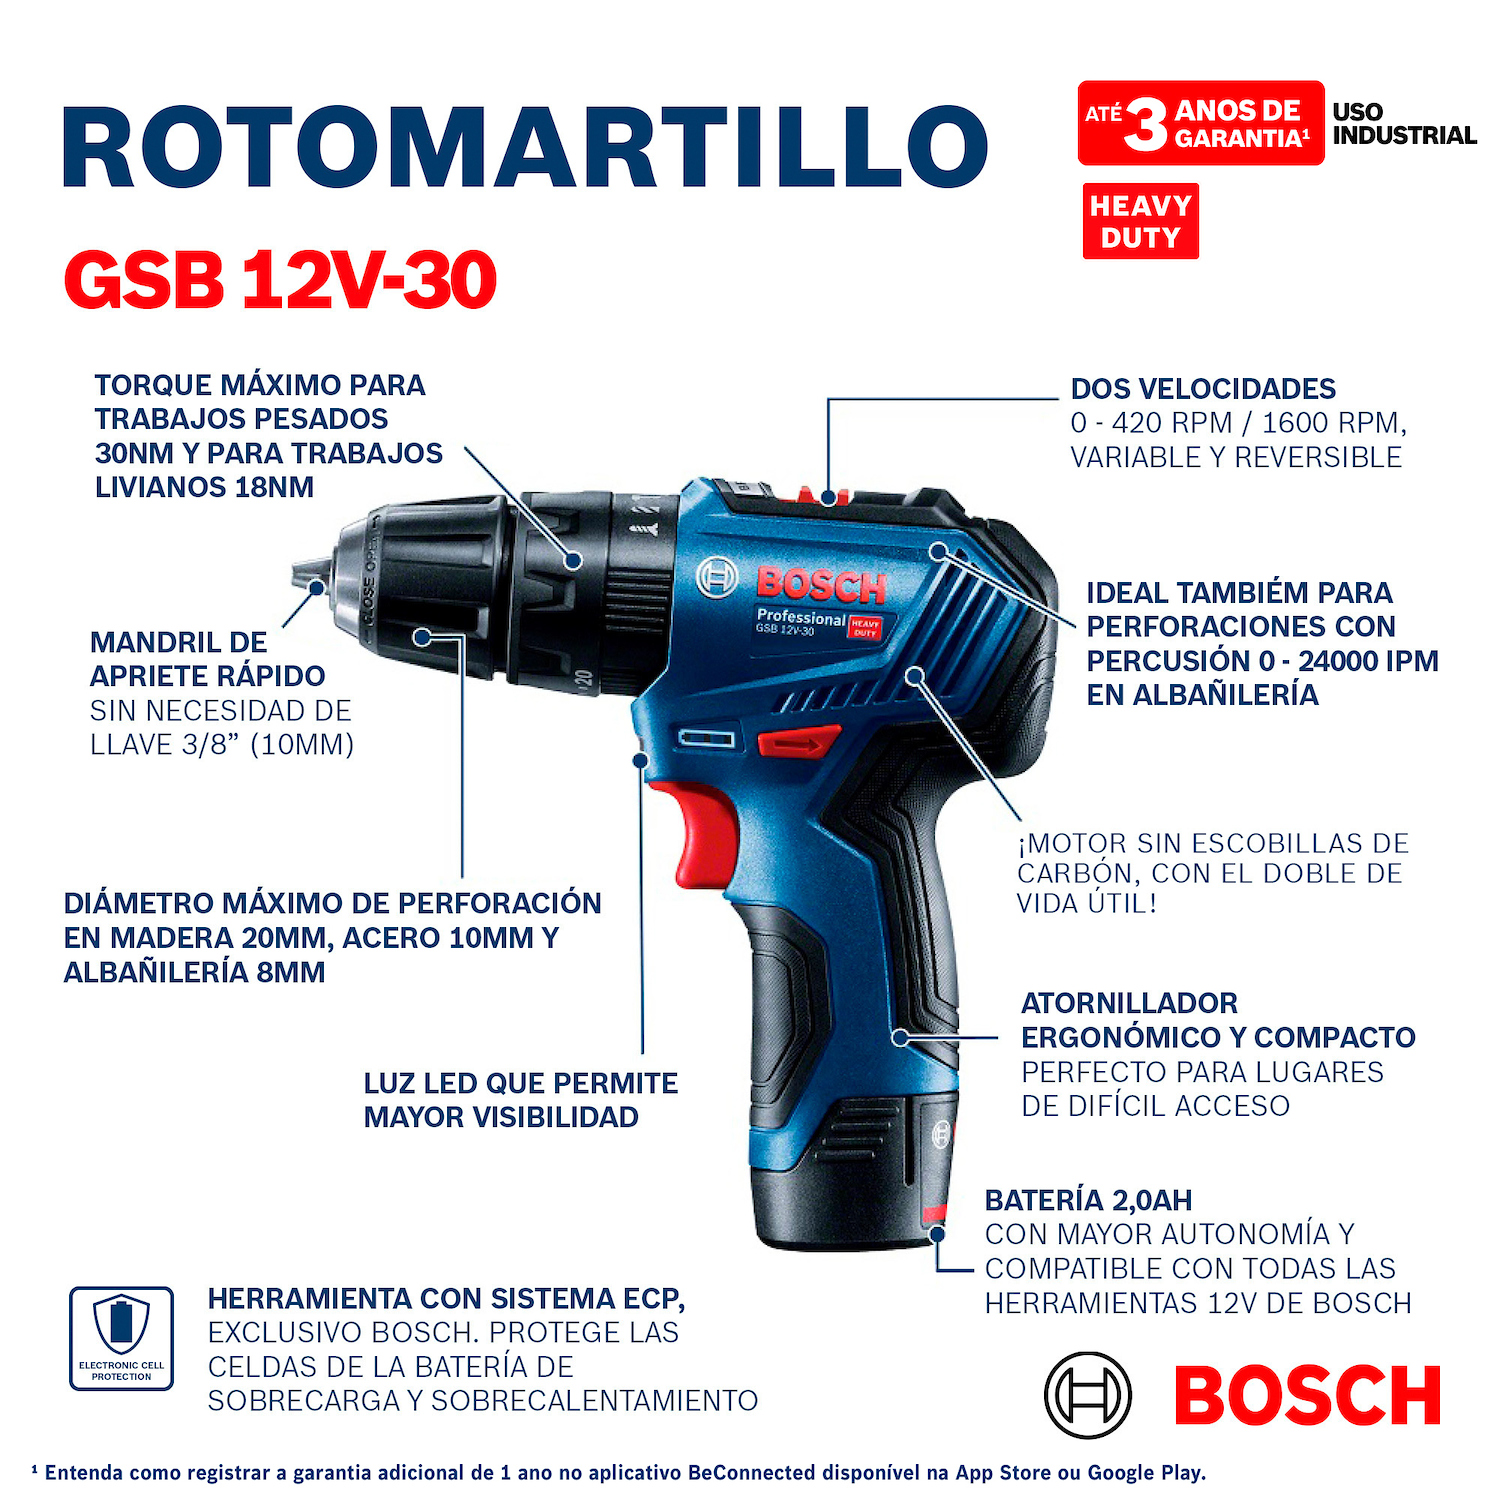 ROTOMARTILLO
GSB 12V-30
ATÉ 3 ANOS DE
GARANTIA¹
USO
INDUSTRIAL
HEAVY
DUTY
TORQUE MÁXIMO PARA
TRABAJOS PESADOS
30NM Y PARA TRABAJOS
LIVIANOS 18NM
DOS VELOCIDADES
0 - 420 RPM / 1600 RPM,
VARIABLE Y REVERSIBLE
CLOSE OPEN
20
BOSCH
Professional
GSB 12V-30
HEAVY
DUTY
MANDRIL DE
APRIETE RÁPIDO
SIN NECESIDAD DE
LLAVE 3/8” (10MM)
IDEAL TAMBIÉM PARA
PERFORACIONES CON
PERCUSIÓN 0 - 24000 IPM
EN ALBAÑILERÍA
¡MOTOR SIN ESCOBILLAS DE
CARBÓN, CON EL DOBLE DE
VIDA ÚTIL!
DIÁMETRO MÁXIMO DE PERFORACIÓN
EN MADERA 20MM, ACERO 10MM Y
ALBAÑILERÍA 8MM
ATORNILLADOR
ERGONÓMICO Y COMPACTO
PERFECTO PARA LUGARES
DE DIFÍCIL ACCESO
LUZ LED QUE PERMITE
MAYOR VISIBILIDAD
BATERÍA 2,0AH
CON MAYOR AUTONOMÍA Y
COMPATIBLE CON TODAS LAS
HERRAMIENTAS 12V DE BOSCH
ELECTRONIC CELL
PROTECTION
HERRAMIENTA CON SISTEMA ECP,
EXCLUSIVO BOSCH. PROTEGE LAS
CELDAS DE LA BATERÍA DE
SOBRECARGA Y SOBRECALENTAMIENTO
BOSCH
¹ Entenda como registrar a garantia adicional de 1 ano no aplicativo BeConnected disponível na App Store ou Google Play.